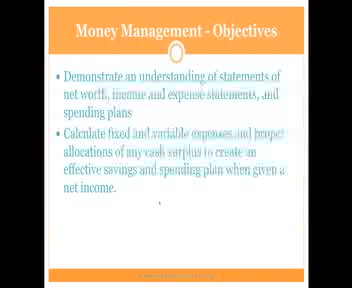 Money Management - Objectives
• Demonstrate an understanding of statements of
net worth, income and expense statements, and
spending plans
• Calculate fixed and variable expenses and proper
allocations of any cash surplus to create an
effective savings and spending plan when given a
net income.